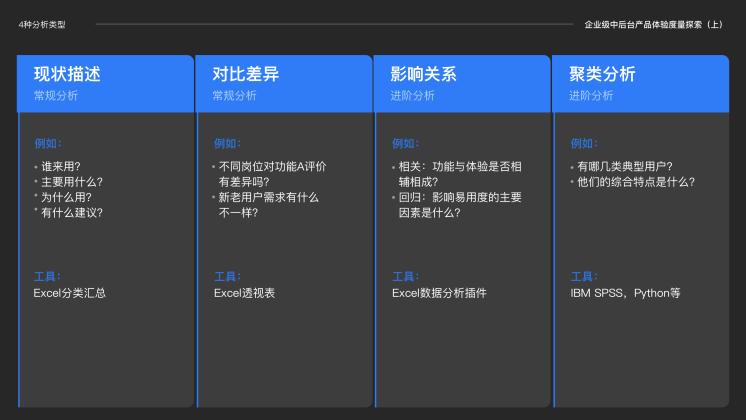 4种分析类型
企业级中后台产品体验度量探索（上）
现状描述
常规分析
例如：
• 谁来用？
• 主要用什么？
• 为什么用？
• 有什么建议？
工具：
Excel分类汇总
对比差异
常规分析
例如：
• 不同岗位对功能A评价
有差异吗？
• 新老用户需求有什么
不一样？
工具：
Excel透视表
影响关系
进阶分析
例如：
• 相关：功能与体验是否相
辅相成？
• 回归：影响易用度的主要
因素是什么？
工具：
Excel数据分析插件
聚类分析
进阶分析
例如：
• 有哪几类典型用户？
• 他们的综合特点是什么？
工具：
IBM SPSS，Python等